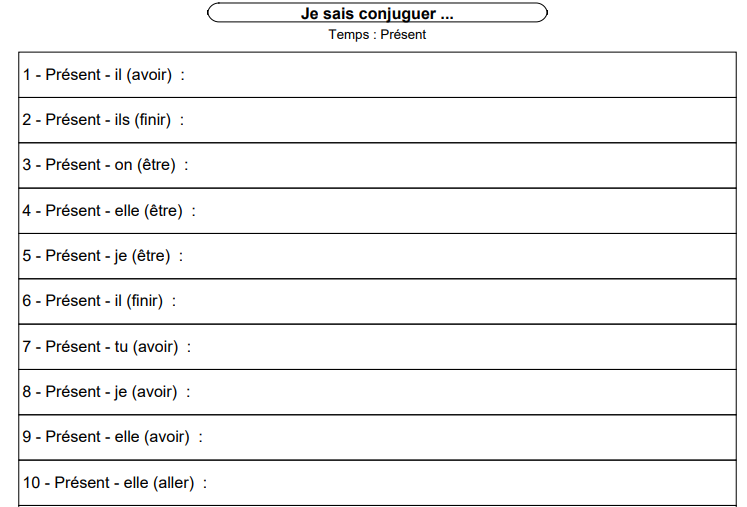 Je sais conjuguer ...
Temps : Présent
1 - Présent - il (avoir)  :
2 - Présent - ils (finir)  :
3 - Présent - on (être)  :
4 - Présent - elle (être)  :
5 - Présent - je (être)  :
6 - Présent - il (finir)  :
7 - Présent - tu (avoir)  :
8 - Présent - je (avoir)  :
9 - Présent - elle (avoir)  :
10 - Présent - elle (aller)  :